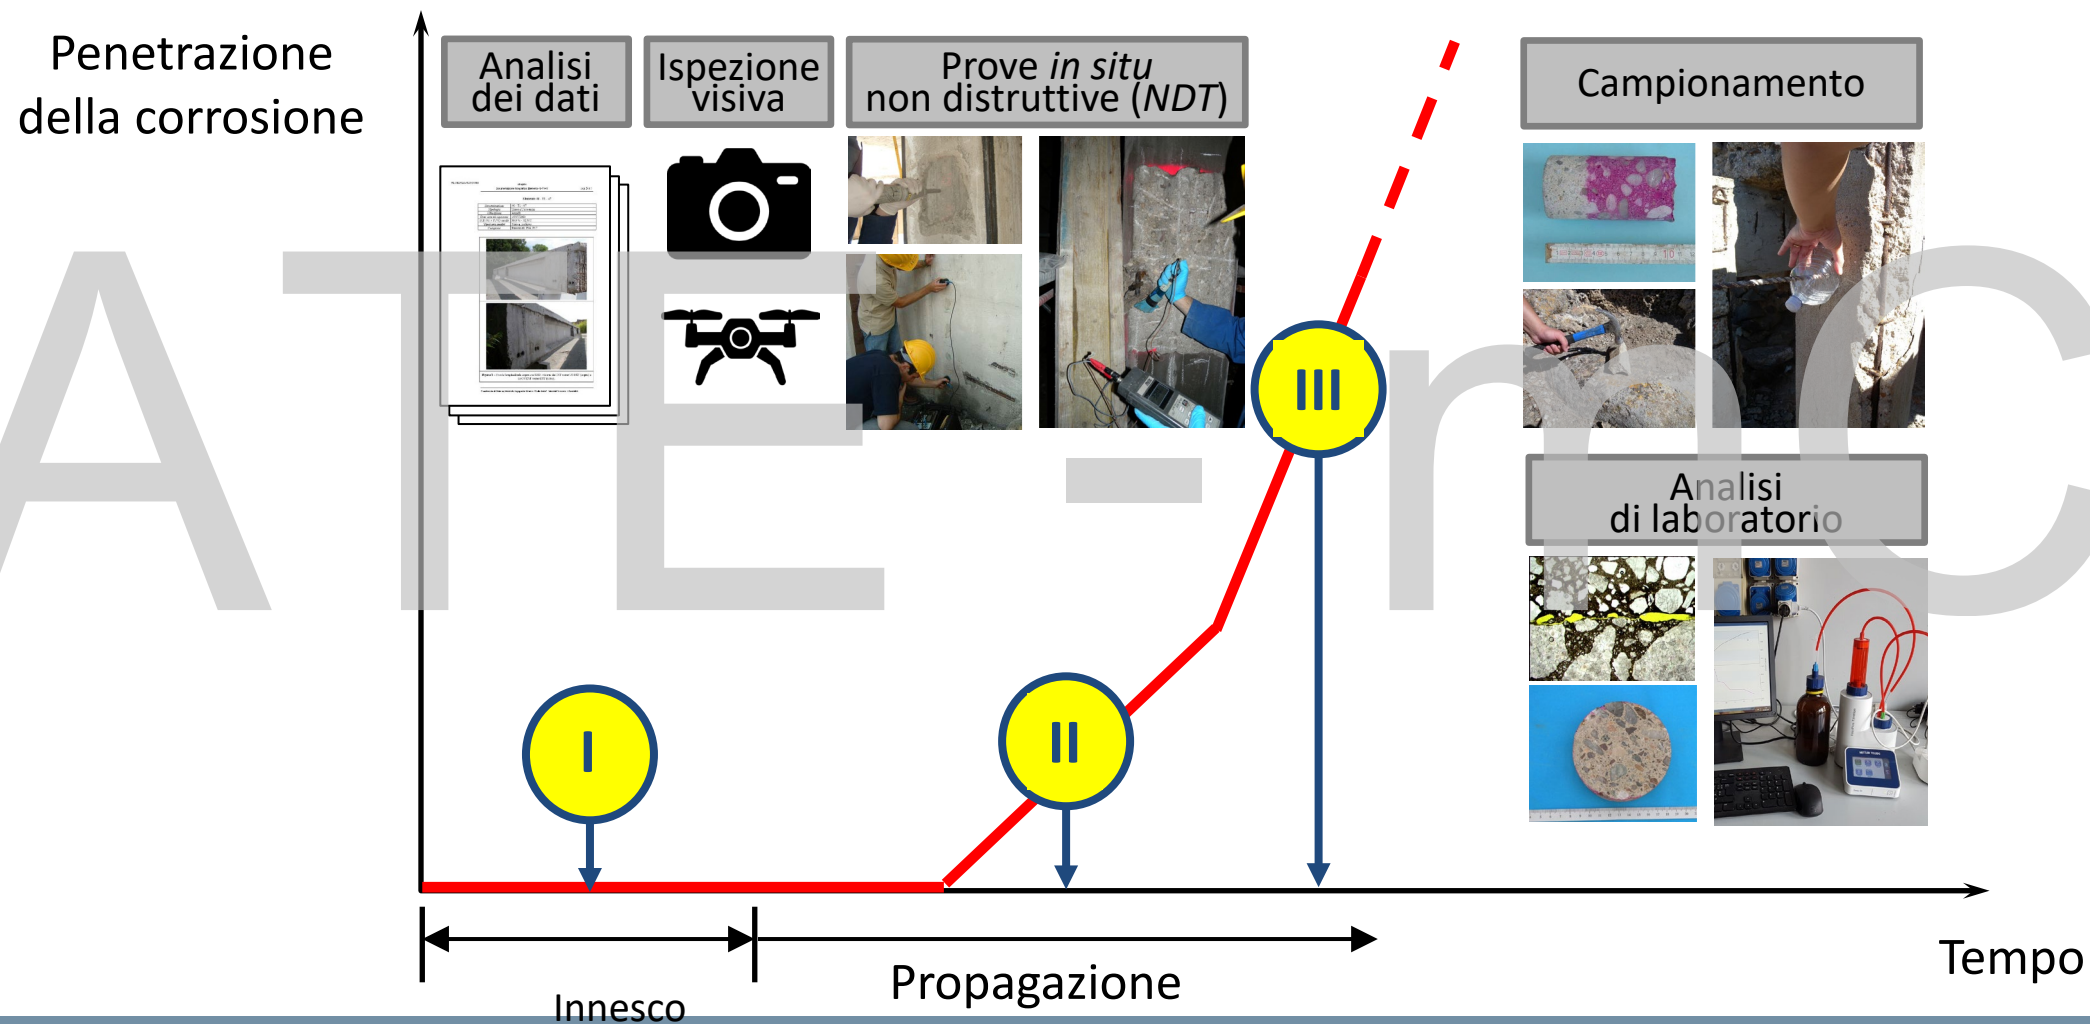 Penetrazione
della corrosione
Analisi
dei dati
Ispezione
visiva
Prove in situ
non distruttive (NDT)
Campionamento
Analisi
di laboratorio
ATE - mC
I
II
III
Innesco
Propagazione
Tempo